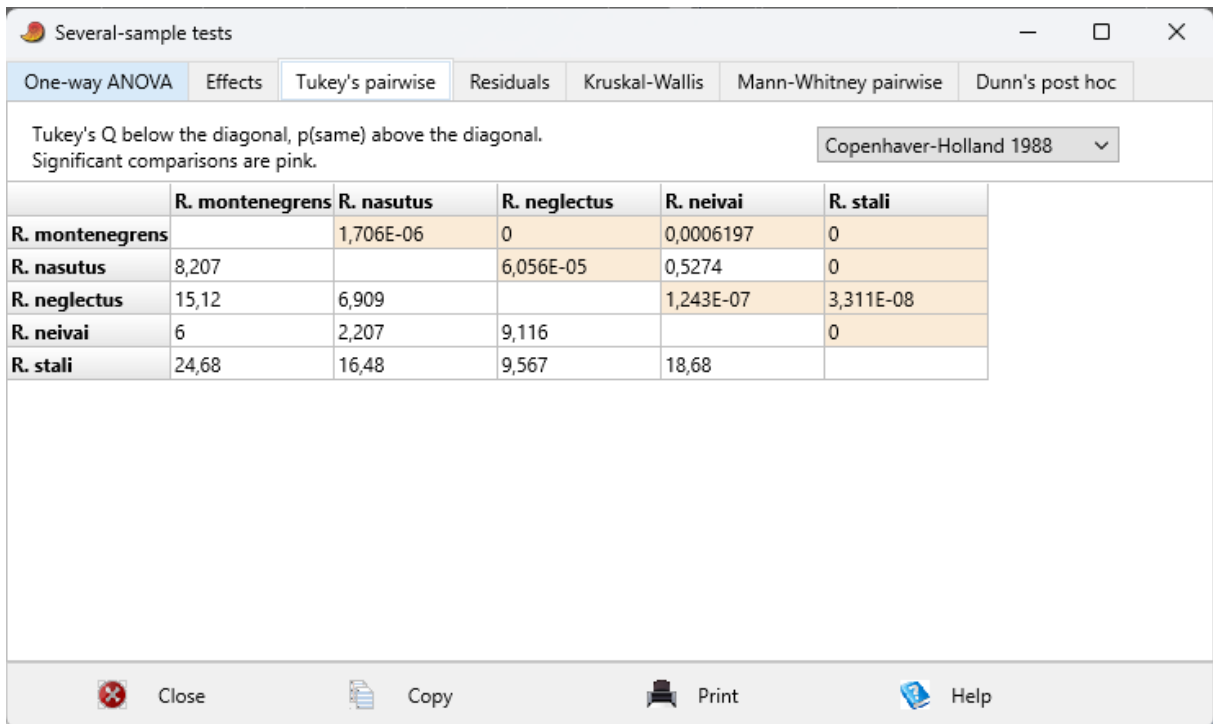 Several-sample tests
One-way ANOVA Effects Tukey's pairwise Residuals Kruskal-Wallis Mann-Whitney pairwise Dunn's post hoc
Tukey's Q below the diagonal, p(same) above the diagonal.
Significant comparisons are pink.
Copenhaver-Holland 1988
R. montenegrens R. nasutus R. neglectus R. neivai R. stali
R. montenegrens 1,706E-06 0 0,0006197 0
R. nasutus 8,207 6,056E-05 0,5274 0
R. neglectus 15,12 6,909 1,243E-07 3,311E-08
R. neivai 6 2,207 9,116 0
R. stali 24,68 16,48 9,567 18,68
Close Copy Print Help